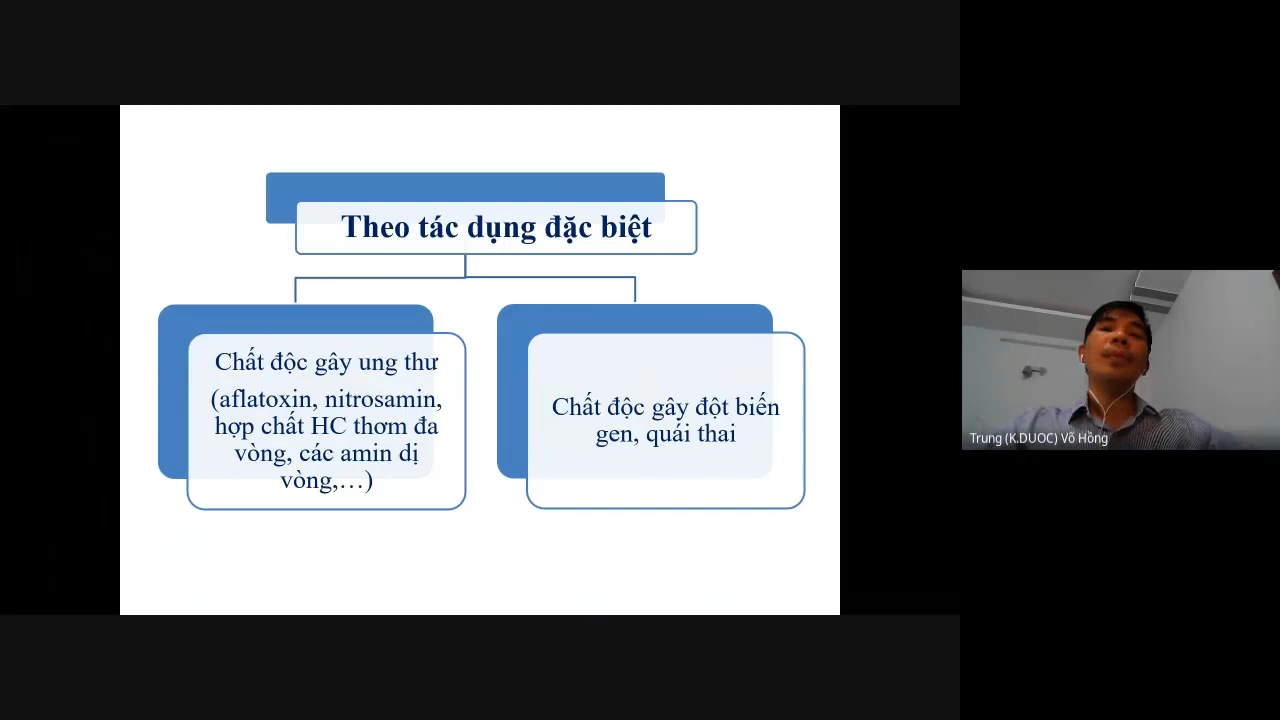 Theo tác dụng đặc biệt
Chất độc gây ung thư
(aflatoxin, nitrosamin,
hợp chất HC thơm đa
vòng, các amin dị
vòng,…)
Chất độc gây đột biến
gen, quái thai
Trung (K.DUOC) Võ Hồng